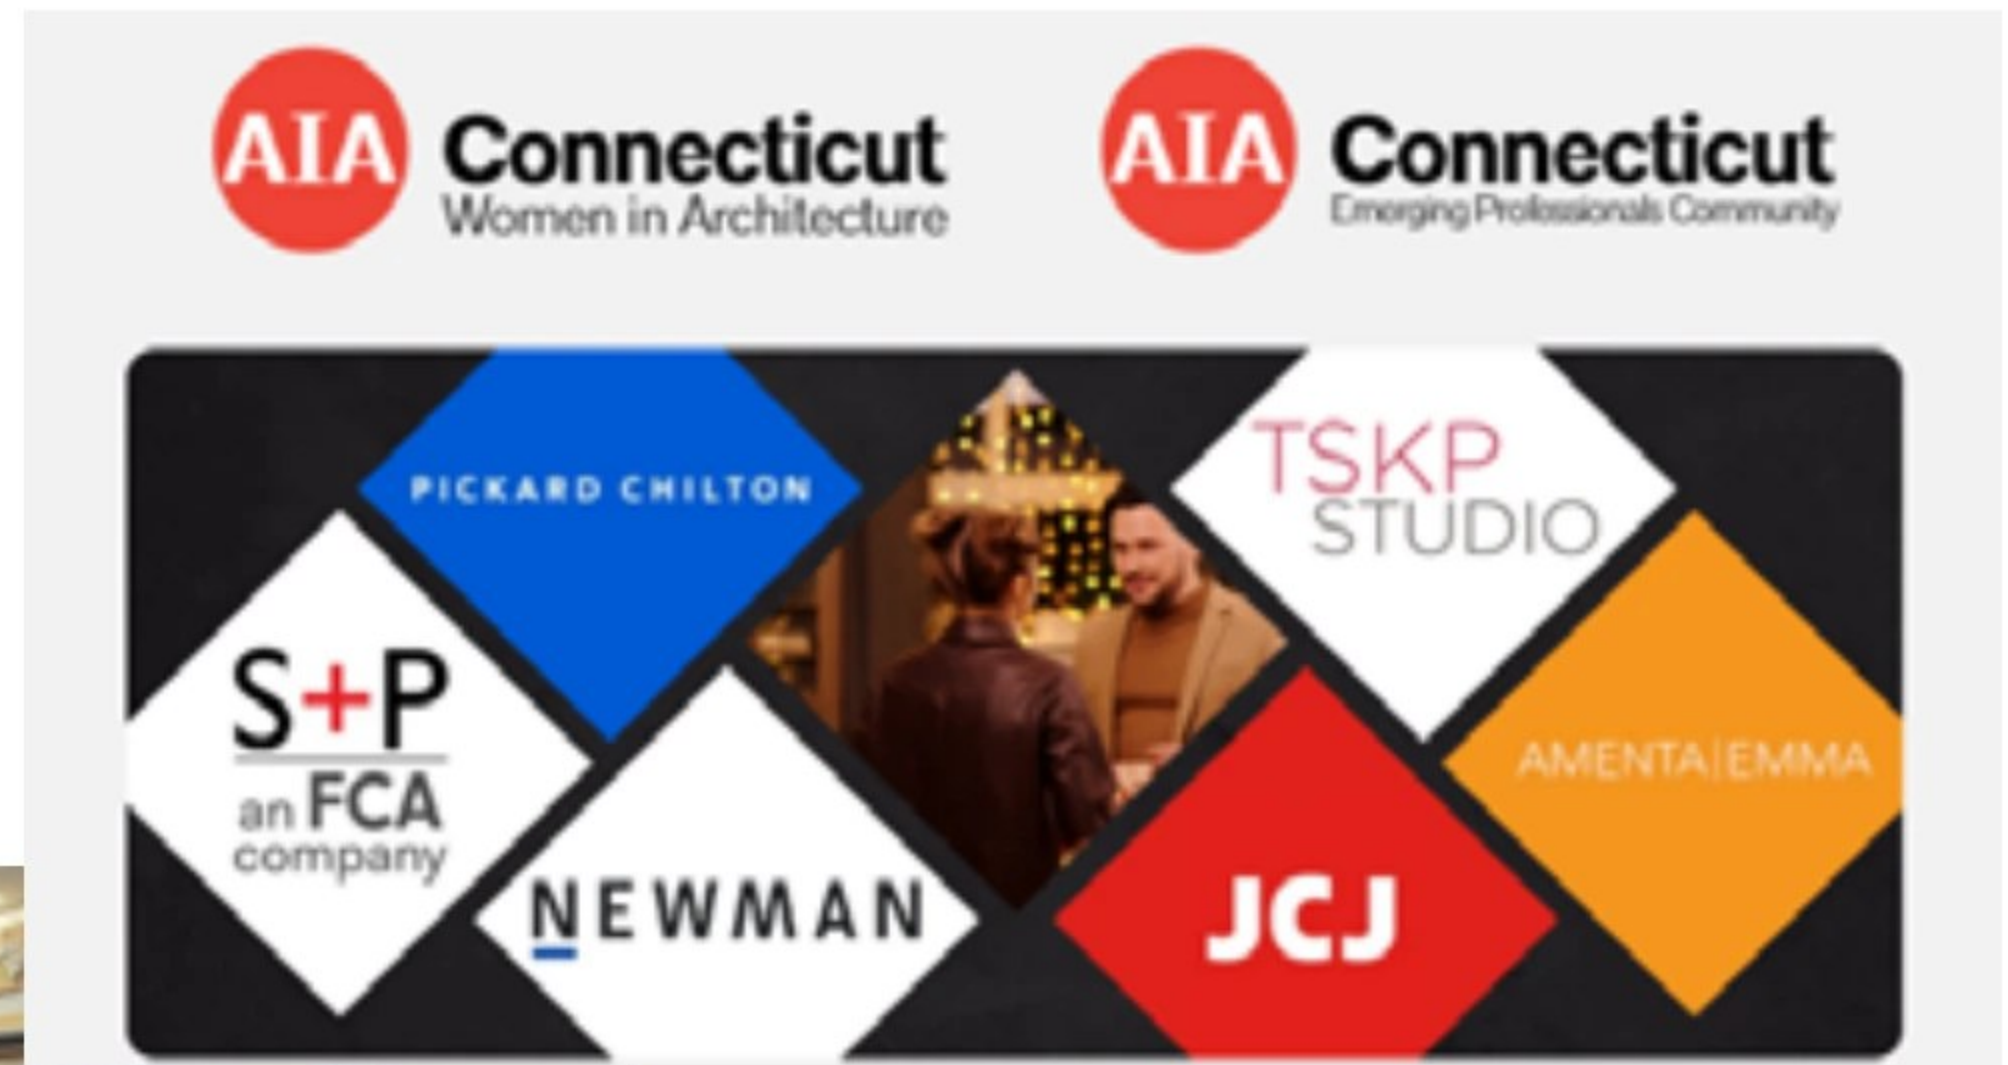 AIA Connecticut
Women in Architecture
AIA Connecticut
Emerging Professionals Community
PICKARD CHILTON
TSKP
STUDIO
S+P
an FCA
company
AMENTA|EMMA
NEWMAN
JCJ